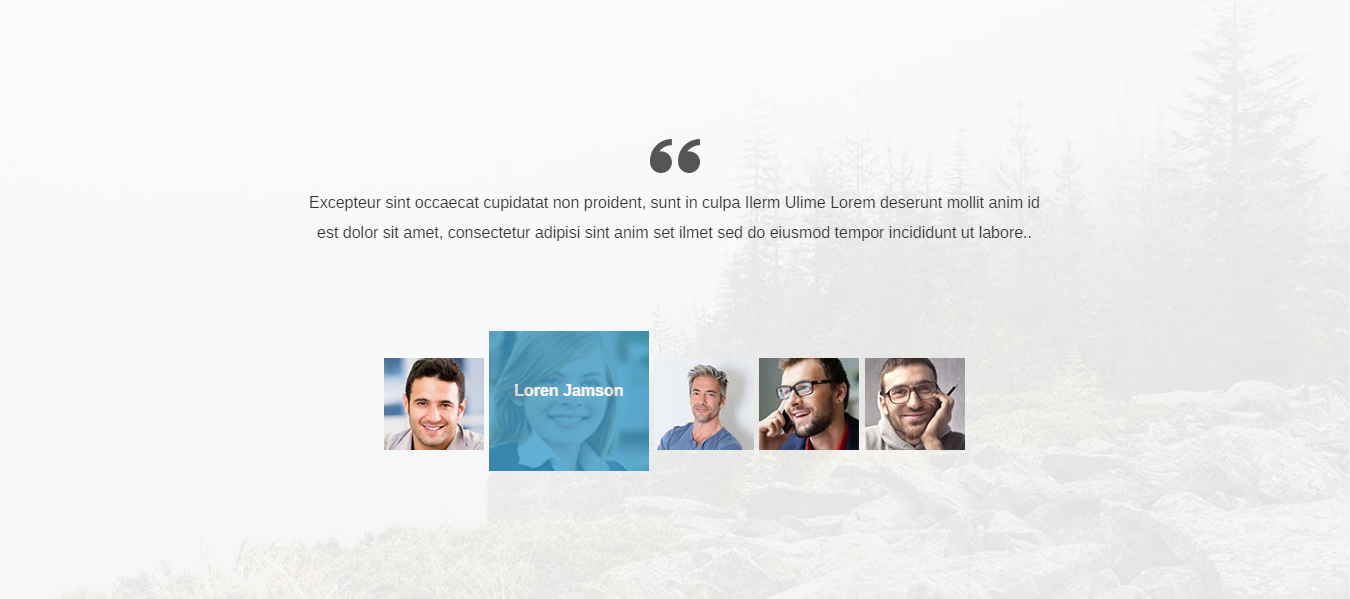 Excepteur sint occaecat cupidatat non proident, sunt in culpa Ilerm Ulime Lorem deserunt mollit anim id
est dolor sit amet, consectetur adipisi sint anim set ilmet sed do eiusmod tempor incididunt ut labore..
Loren Jamson